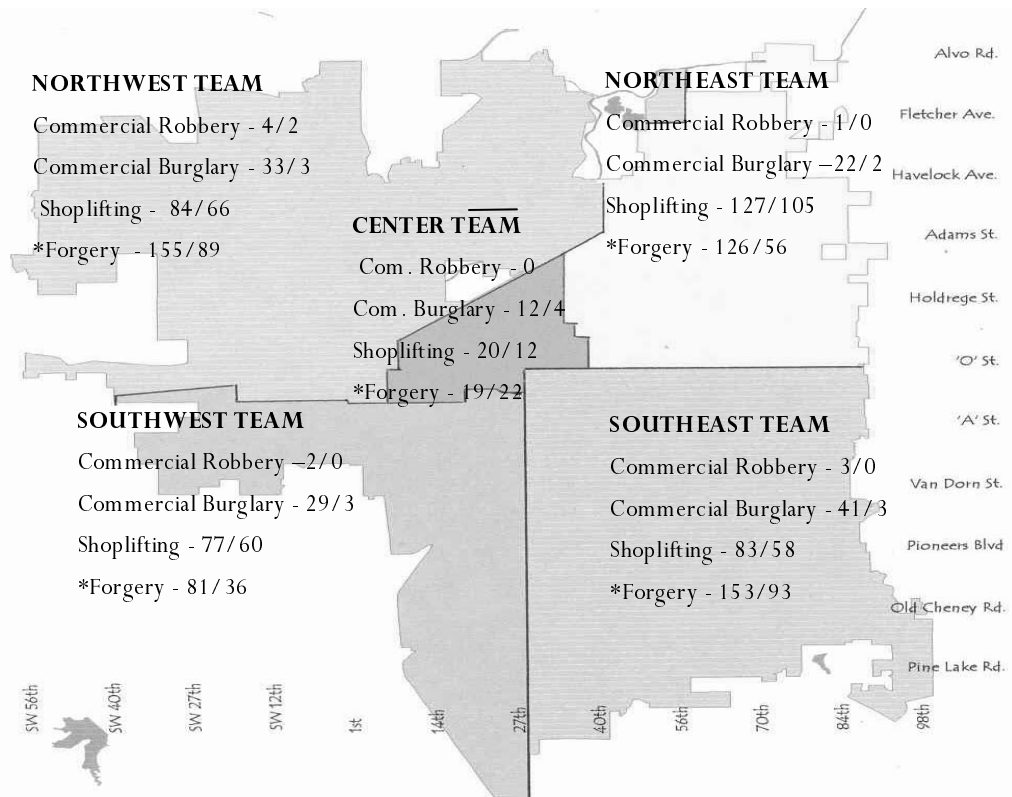 NORTHWEST TEAM
Commercial Robbery - 4/2
Commercial Burglary - 33/3
Shoplifting - 84/66
*Forgery - 155/89
NORTHEAST TEAM
Commercial Robbery - 1/0
Commercial Burglary –22/2
Shoplifting - 127/105
*Forgery - 126/56
CENTER TEAM
Com. Robbery - 0
Com. Burglary - 12/4
Shoplifting - 20/12
*Forgery - 19/22
SOUTHWEST TEAM
Commercial Robbery –2/0
Commercial Burglary - 29/3
Shoplifting - 77/60
*Forgery - 81/36
SOUTHEAST TEAM
Commercial Robbery - 3/0
Commercial Burglary - 41/3
Shoplifting - 83/58
*Forgery - 153/93
Alvo Rd.
Fletcher Ave.
Havelock Ave.
Adams St.
Holdrege St.
'O' St.
'A' St.
Van Dorn St.
Pioneers Blvd
Old Cheney Rd.
Pine Lake Rd.
SW 56th
SW 40th
SW 27th
SW 12th
1st
14th
27th
40th
56th
70th
84th
98th